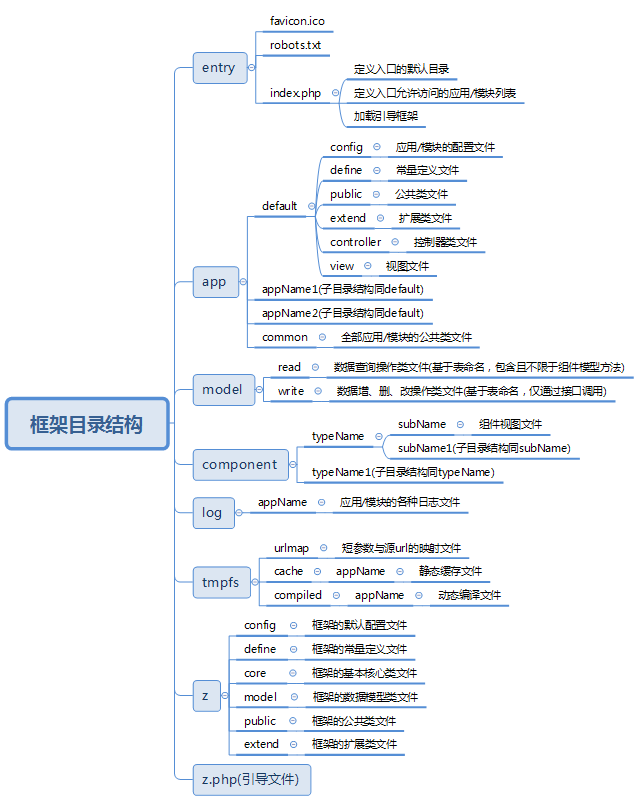 框架目录结构
entry
favicon.ico
robots.txt
index.php
定义入口的默认目录
定义入口允许访问的应用/模块列表
加载引导框架
app
default
config
应用/模块的配置文件
define
常量定义文件
public
公共类文件
extend
扩展类文件
controller
控制器类文件
view
视图文件
appName1(子目录结构同default)
appName2(子目录结构同default)
common
全部应用/模块的公共类文件
model
read
数据查询操作类文件(基于表命名，包含且不限于组件模型方法)
write
数据增、删、改操作类文件(基于表命名，仅通过接口调用)
component
typeName
subName
组件视图文件
subName1(子目录结构同subName)
typeName1(子目录结构同typeName)
log
appName
应用/模块的各种日志文件
tmpfs
urlmap
短参数与源url的映射文件
cache
appName
静态缓存文件
compiled
appName
动态编译文件
z
config
框架的默认配置文件
define
框架的常量定义文件
core
框架的基本核心类文件
model
框架的数据模型类文件
public
框架的公共类文件
extend
框架的扩展类文件
z.php(引导文件)